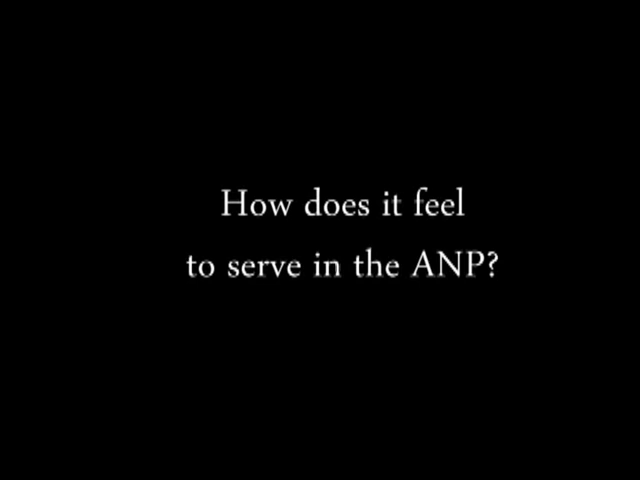 How does it feel
to serve in the ANP?